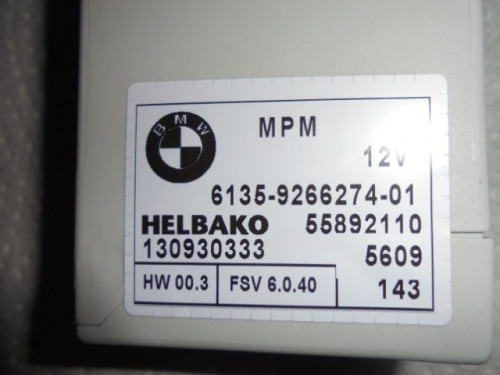 BMW
MPM
12V
6135-9266274-01
HELBAKO 55892110
130930333 5609
HW 00.3 FSV 6.0.40 143